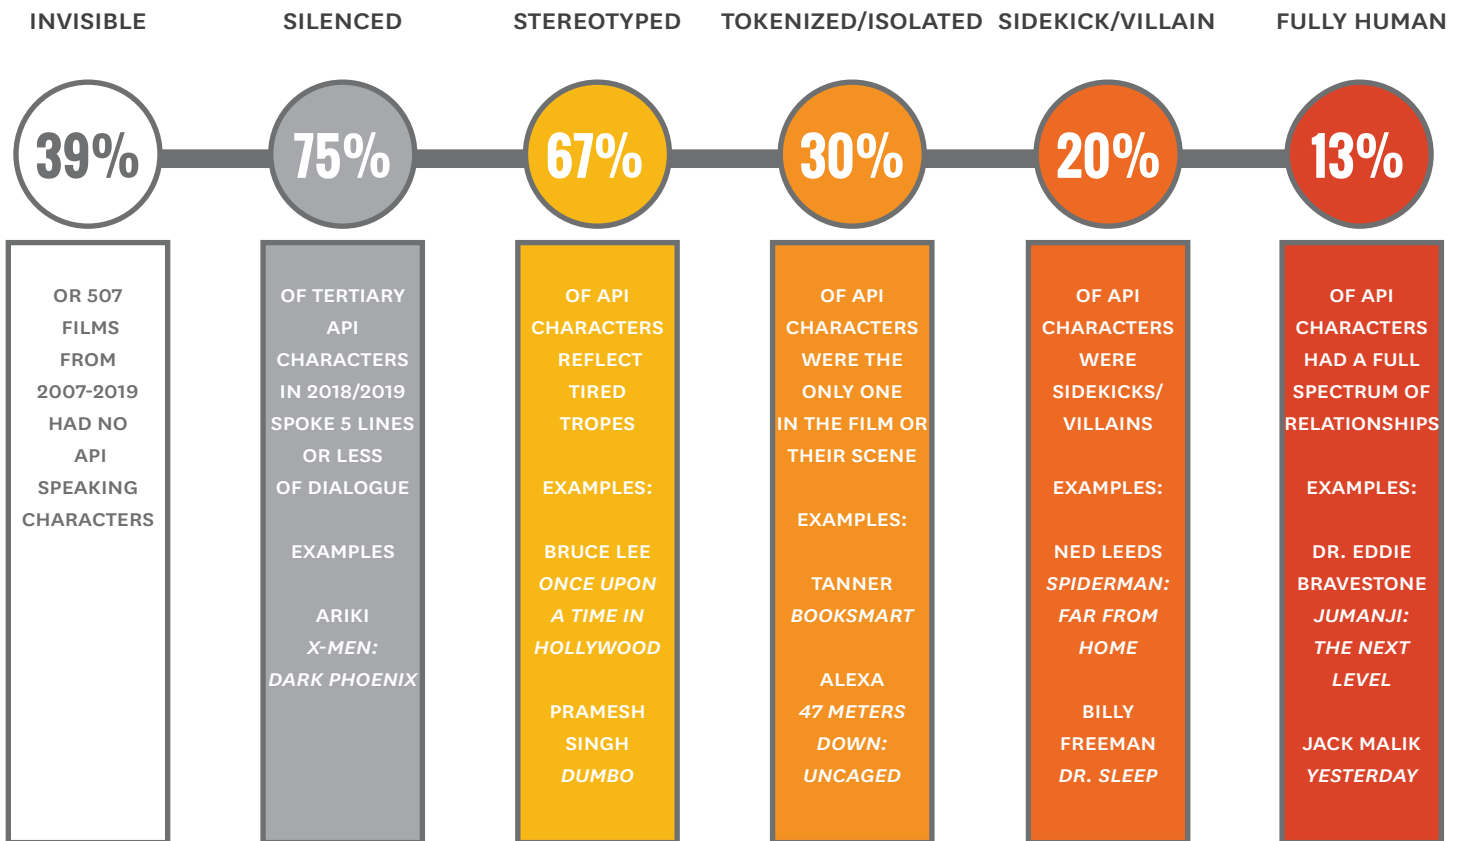 INVISIBLE
39%
OR 507
FILMS
FROM
2007-2019
HAD NO
API
SPEAKING
CHARACTERS
SILENCED
75%
OF TERTIARY
API
CHARACTERS
IN 2018/2019
SPOKE 5 LINES
OR LESS
OF DIALOGUE
EXAMPLES
ARIKI
X-MEN:
DARK PHOENIX
STEREOTYPED
67%
OF API
CHARACTERS
REFLECT
TIRED
TROPES
EXAMPLES:
BRUCE LEE
ONCE UPON
A TIME IN
HOLLYWOOD
PRAMESH
SINGH
DUMBO
TOKENIZED/ISOLATED
30%
OF API
CHARACTERS
WERE THE
ONLY ONE
IN THE FILM OR
THEIR SCENE
EXAMPLES:
TANNER
BOOKSMART
ALEXA
47 METERS
DOWN:
UNCAGED
SIDEKICK/VILLAIN
20%
OF API
CHARACTERS
WERE
SIDEKICKS/
VILLAINS
EXAMPLES:
NED LEEDS
SPIDERMAN:
FAR FROM
HOME
BILLY
FREEMAN
DR. SLEEP
FULLY HUMAN
13%
OF API
CHARACTERS
HAD A FULL
SPECTRUM OF
RELATIONSHIPS
EXAMPLES:
DR. EDDIE
BRAVESTONE
JUMANJI:
THE NEXT
LEVEL
JACK MALIK
YESTERDAY